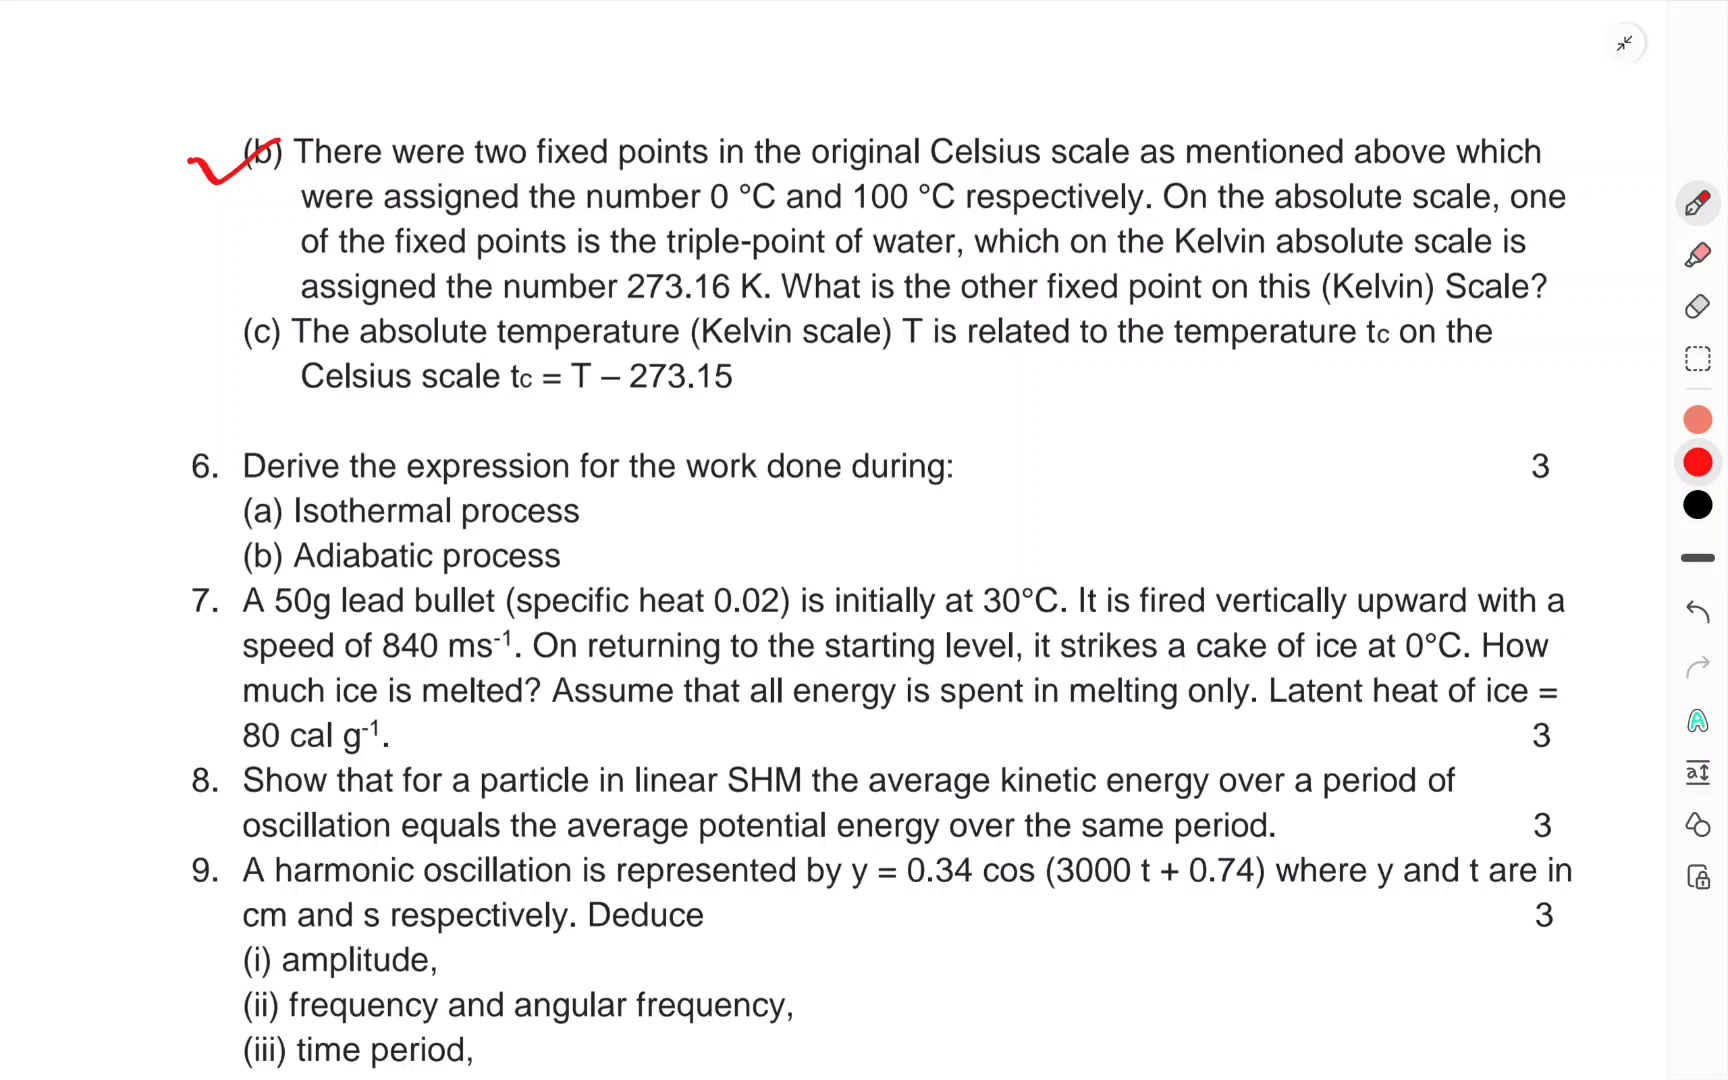 (b) There were two fixed points in the original Celsius scale as mentioned above which
were assigned the number 0 °C and 100 °C respectively. On the absolute scale, one
of the fixed points is the triple-point of water, which on the Kelvin absolute scale is
assigned the number 273.16 K. What is the other fixed point on this (Kelvin) Scale?
(c) The absolute temperature (Kelvin scale) T is related to the temperature tc on the
Celsius scale tc = T – 273.15
6. Derive the expression for the work done during: 3
(a) Isothermal process
(b) Adiabatic process
7. A 50g lead bullet (specific heat 0.02) is initially at 30°C. It is fired vertically upward with a
speed of 840 ms⁻¹. On returning to the starting level, it strikes a cake of ice at 0°C. How
much ice is melted? Assume that all energy is spent in melting only. Latent heat of ice =
80 cal g⁻¹. 3
8. Show that for a particle in linear SHM the average kinetic energy over a period of
oscillation equals the average potential energy over the same period. 3
9. A harmonic oscillation is represented by y = 0.34 cos (3000 t + 0.74) where y and t are in
cm and s respectively. Deduce 3
(i) amplitude,
(ii) frequency and angular frequency,
(iii) time period,